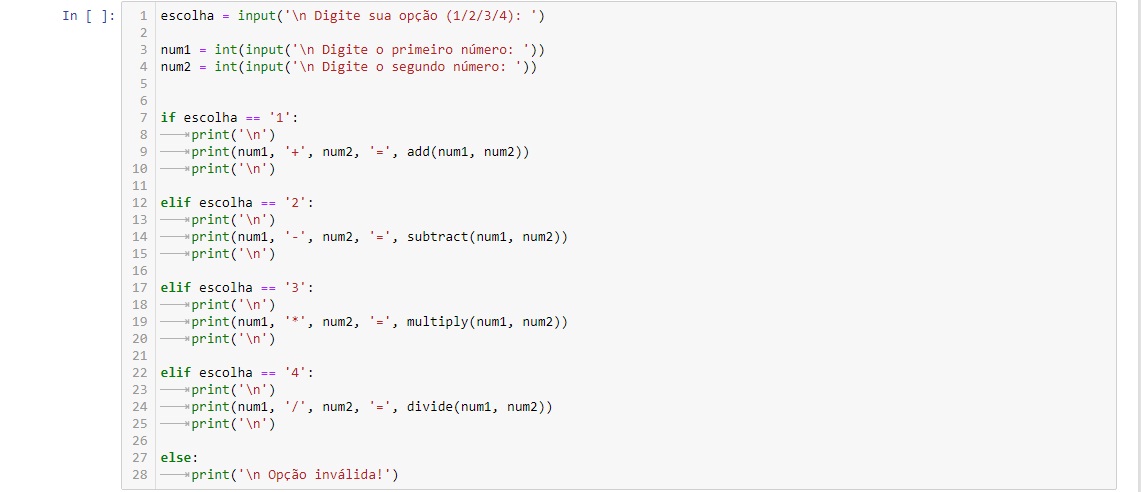 In [ ]:
1 escolha = input('\n Digite sua opção (1/2/3/4): ')
2
3 num1 = int(input('\n Digite o primeiro número: '))
4 num2 = int(input('\n Digite o segundo número: '))
5
6
7 if escolha == '1':
8 print('\n')
9 print(num1, '+', num2, '=', add(num1, num2))
10 print('\n')
11
12 elif escolha == '2':
13 print('\n')
14 print(num1, '-', num2, '=', subtract(num1, num2))
15 print('\n')
16
17 elif escolha == '3':
18 print('\n')
19 print(num1, '*', num2, '=', multiply(num1, num2))
20 print('\n')
21
22 elif escolha == '4':
23 print('\n')
24 print(num1, '/', num2, '=', divide(num1, num2))
25 print('\n')
26
27 else:
28 print('\n Opção inválida!')